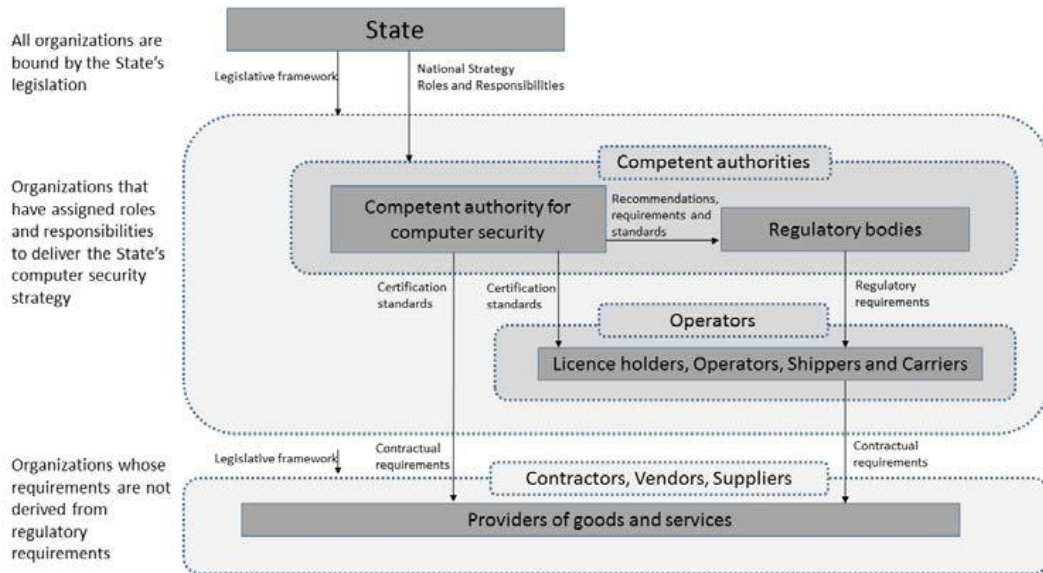 All organizations are
bound by the State's
legislation
State
Legislative framework
National Strategy
Roles and Responsibilities
Organizations that
have assigned roles
and responsibilities
to deliver the State's
computer security
strategy
Competent authorities
Competent authority for
computer security
Recommendations,
requirements and
standards
Regulatory bodies
Certification
standards
Certification
standards
Regulatory
requirements
Operators
Licence holders, Operators, Shippers and Carriers
Organizations whose
requirements are not
derived from
regulatory
requirements
Legislative framework
Contractual
requirements
Contractual
requirements
Contractors, Vendors, Suppliers
Providers of goods and services